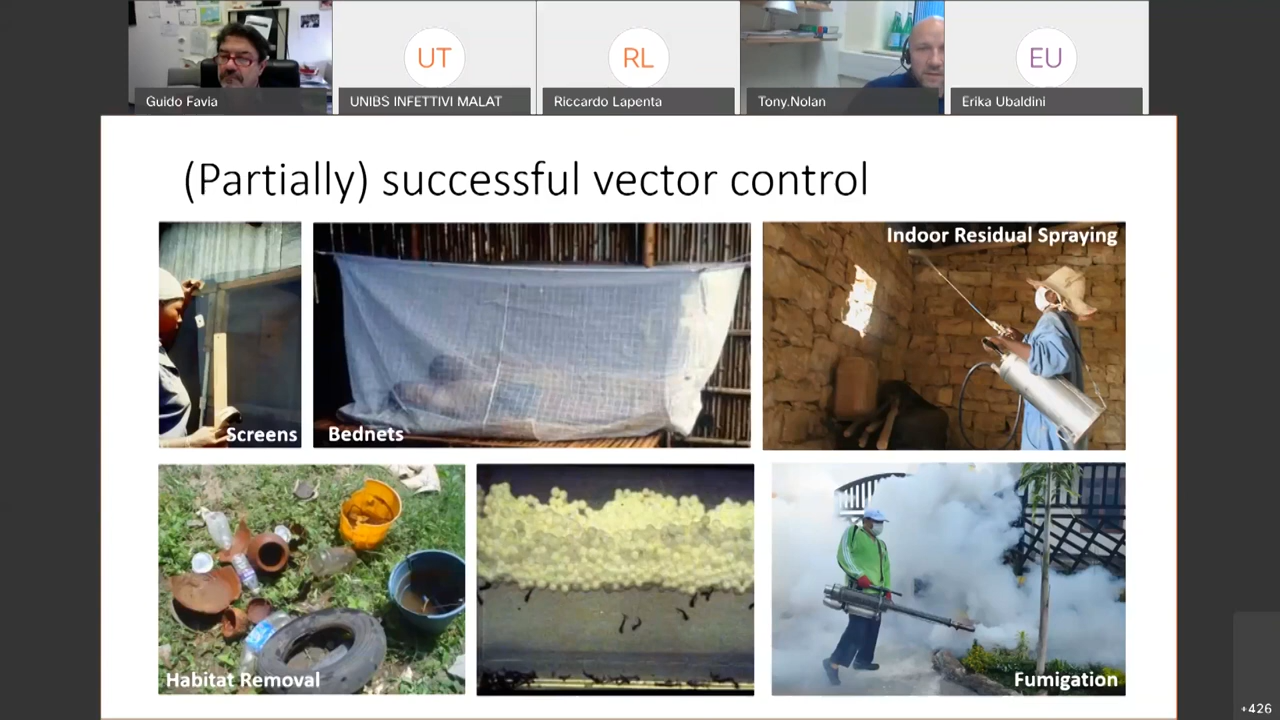 UT
RL
EU
Guido Favia
UNIBS INFETTIVI MALAT
Riccardo Lapenta
Tony.Nolan
Erika Ubaldini
(Partially) successful vector control
Indoor Residual Spraying
Screens
Bednets
Habitat Removal
Fumigation
+426